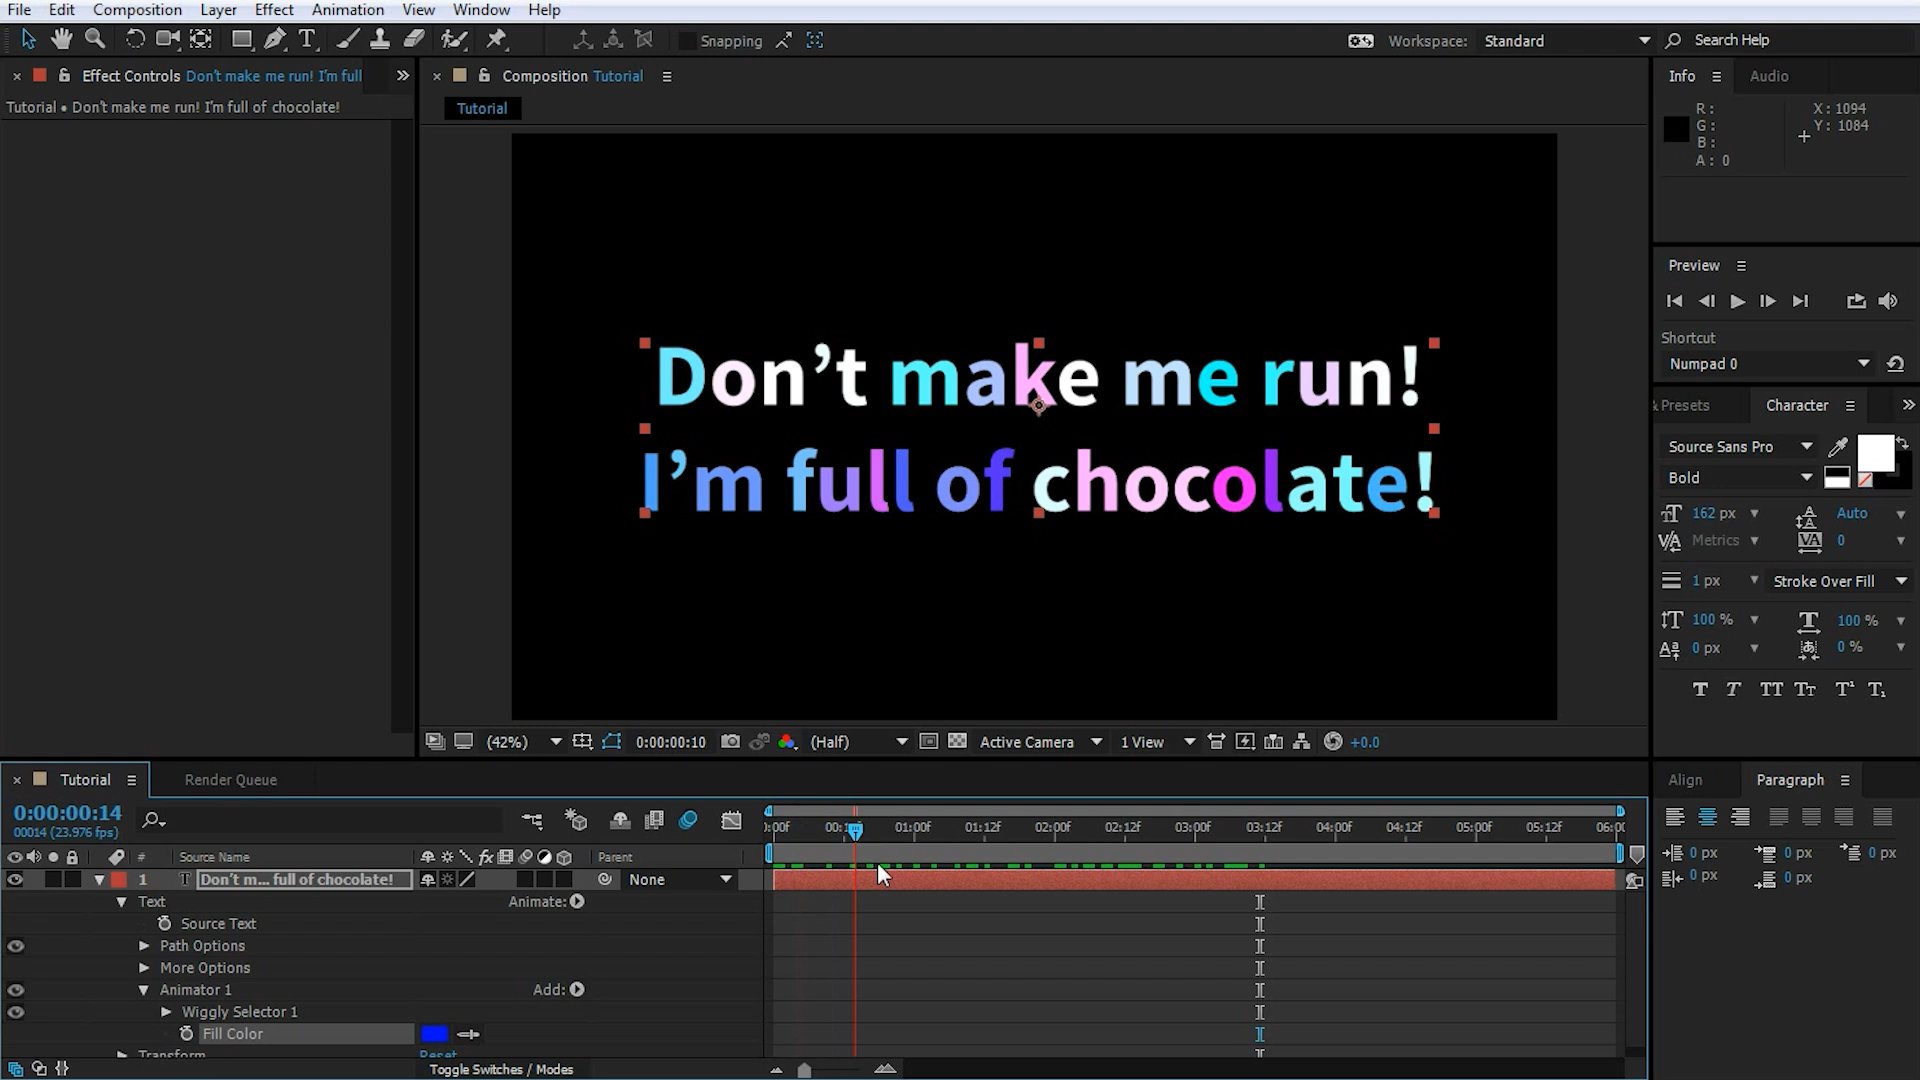 File Edit Composition Layer Effect Animation View Window Help
Snapping Workspace: Standard Search Help
Effect Controls Don't make me run! I'm full
Composition Tutorial
Info Audio
Tutorial • Don't make me run! I'm full of chocolate!
Tutorial
R:
G:
B:
A: 0
X: 1094
Y: 1084
Don’t make me run!
I’m full of chocolate!
Preview
Shortcut
Numpad 0
& Presets Character
Source Sans Pro
Bold
162 px Auto
Metrics 0
1 px Stroke Over Fill
100 % 100 %
0 px 0 %
T T TT Tт T¹ T₁
(42%) 0:00:00:10 (Half) Active Camera 1 View +0.0
Tutorial Render Queue
Align Paragraph
0 px 0 px 0 px
0 px 0 px
0:00:00:14
00014 (23.976 fps)
01:00f 01:12f 02:00f 02:12f 03:00f 03:12f 04:00f 04:12f 05:00f 05:12f
# Source Name Parent
1 Don't m... full of chocolate! None
Text Animate:
Source Text
Path Options
More Options
Animator 1 Add:
Wiggly Selector 1
Fill Color
Transform Reset
Toggle Switches / Modes